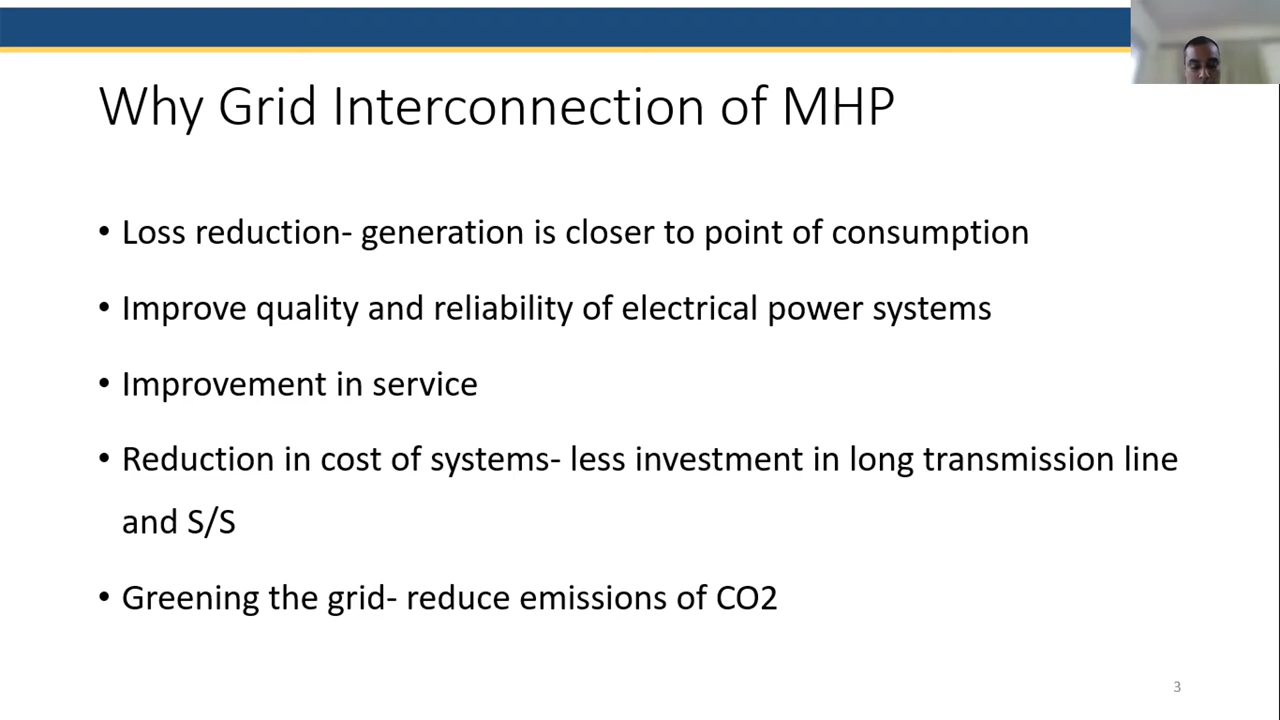 Why Grid Interconnection of MHP
• Loss reduction- generation is closer to point of consumption
• Improve quality and reliability of electrical power systems
• Improvement in service
• Reduction in cost of systems- less investment in long transmission line
and S/S
• Greening the grid- reduce emissions of CO2
3